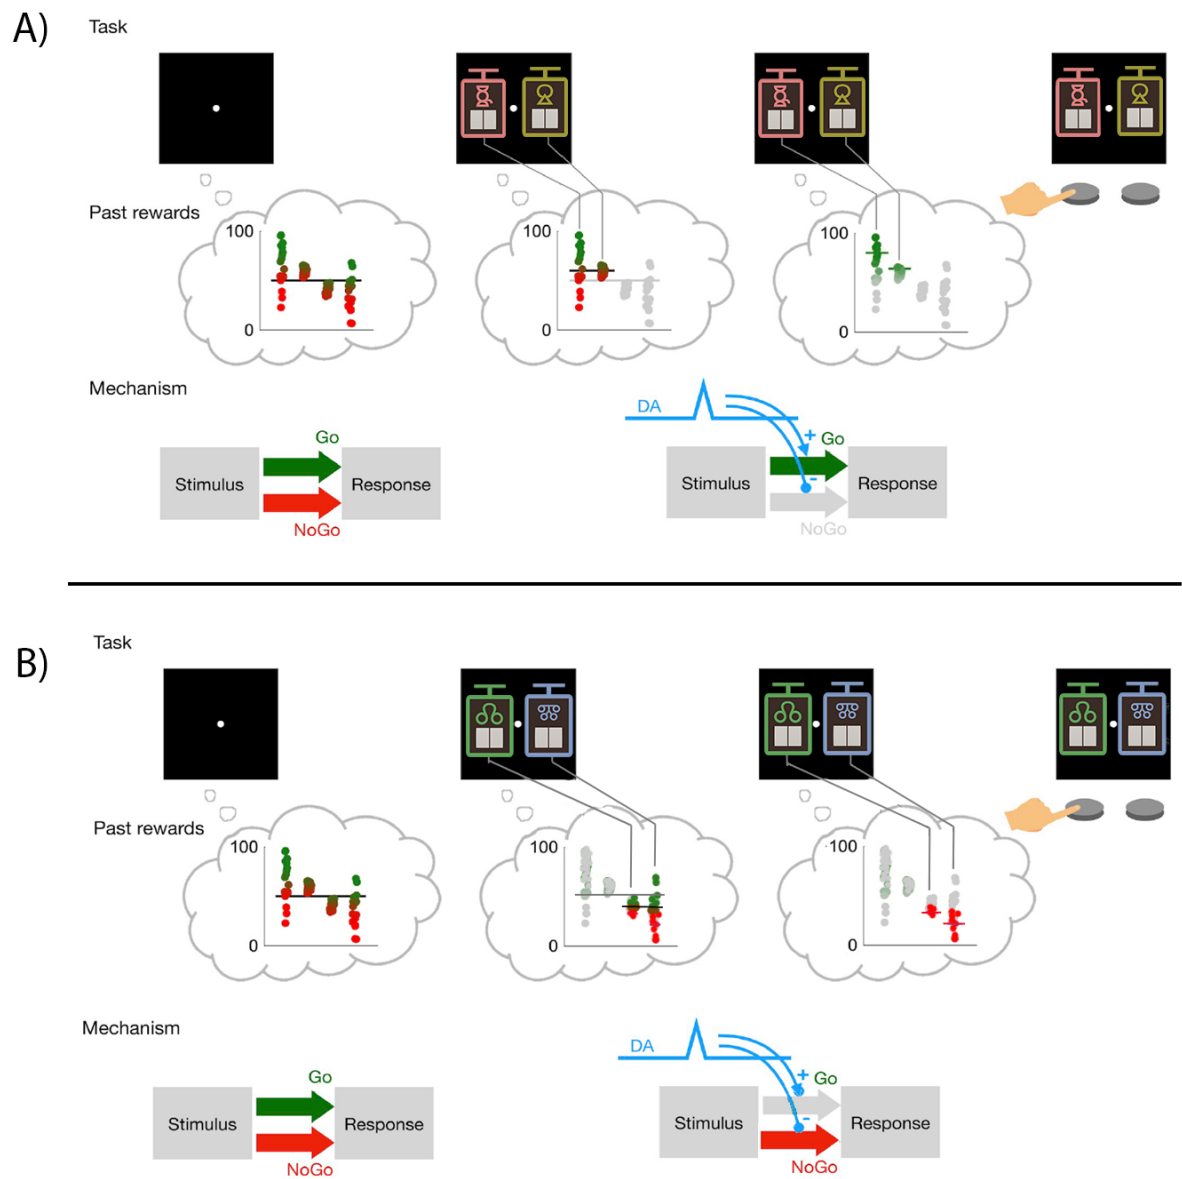 A)
Task
Past rewards
100
0
100
0
100
0
Mechanism
Stimulus
Go
NoGo
Response
DA
+
-
Stimulus
Go
NoGo
Response
B)
Task
Past rewards
100
0
100
0
100
0
Mechanism
Stimulus
Go
NoGo
Response
DA
+
-
Stimulus
Go
NoGo
Response